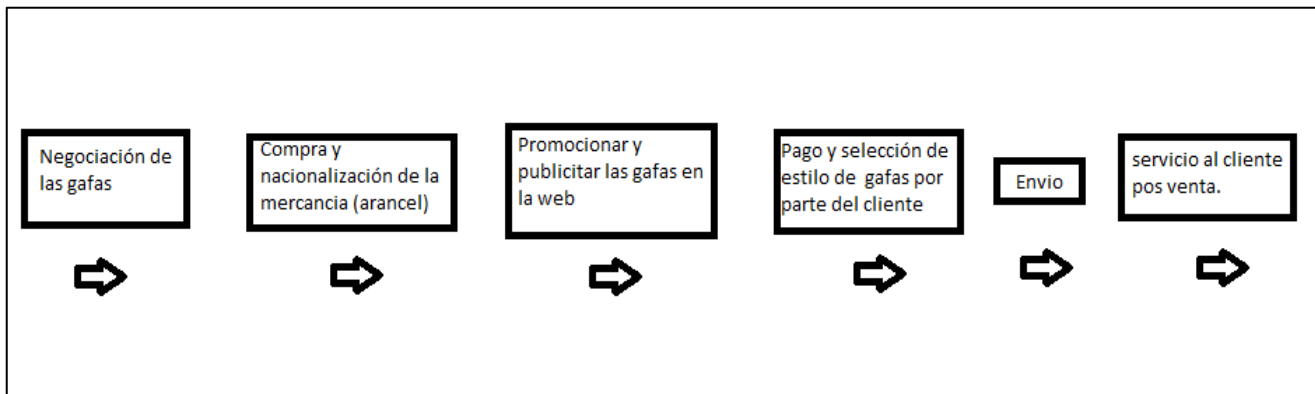 Negociación de
las gafas
Compra y
nacionalización de la
mercancia (arancel)
Promocionar y
publicitar las gafas en
la web
Pago y selección de
estilo de gafas por
parte del cliente
Envio
servicio al cliente
pos venta.